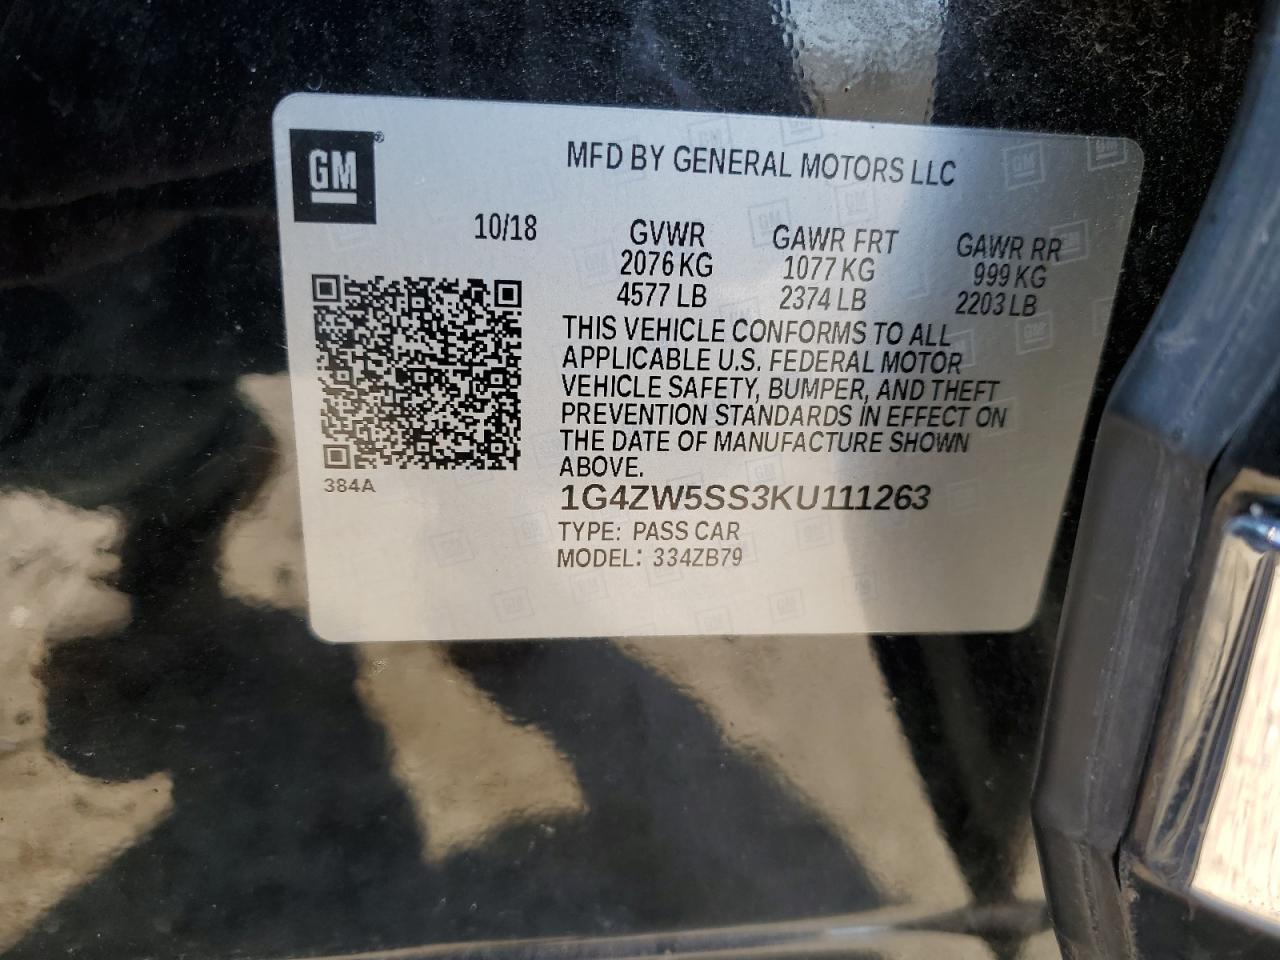 GM®
MFD BY GENERAL MOTORS LLC
10/18 GVWR GAWR FRT GAWR RR
2076 KG 1077 KG 999 KG
4577 LB 2374 LB 2203 LB
THIS VEHICLE CONFORMS TO ALL
APPLICABLE U.S. FEDERAL MOTOR
VEHICLE SAFETY, BUMPER, AND THEFT
PREVENTION STANDARDS IN EFFECT ON
THE DATE OF MANUFACTURE SHOWN
ABOVE.
384A
1G4ZW5SS3KU111263
TYPE: PASS CAR
MODEL: 334ZB79